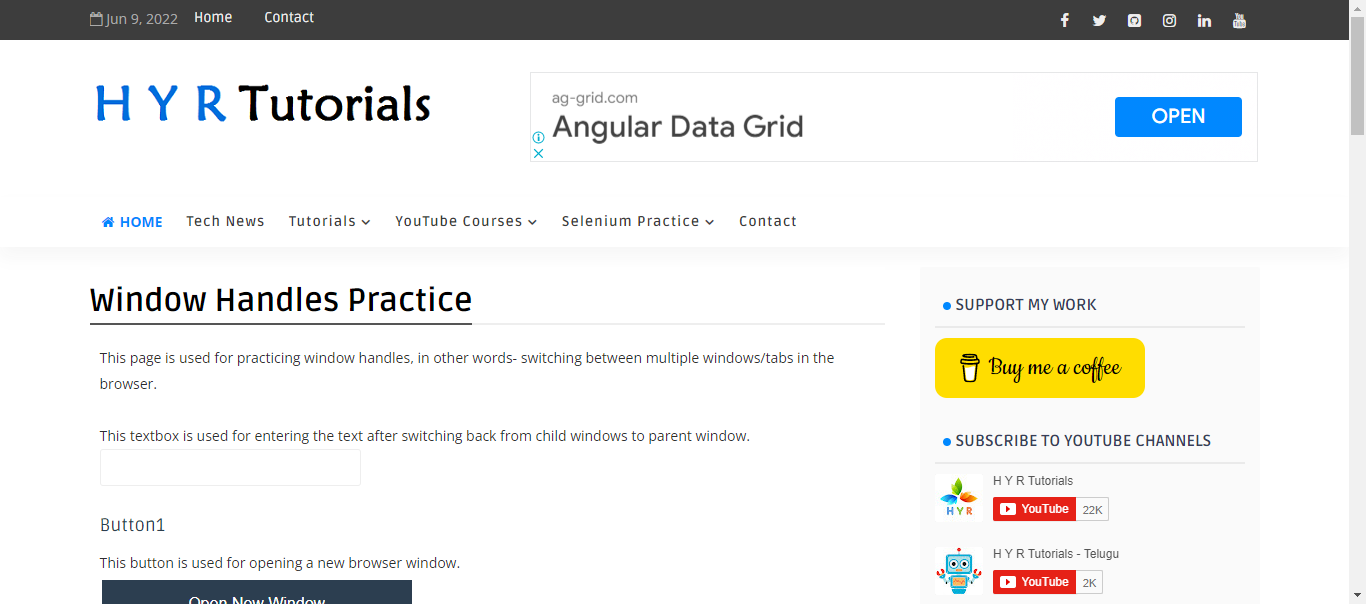 Jun 9, 2022 Home Contact
H Y R Tutorials
ag-grid.com
Angular Data Grid
OPEN
HOME Tech News Tutorials YouTube Courses Selenium Practice Contact
Window Handles Practice
This page is used for practicing window handles, in other words- switching between multiple windows/tabs in the
browser.
This textbox is used for entering the text after switching back from child windows to parent window.
Button1
This button is used for opening a new browser window.
Open New Window
SUPPORT MY WORK
Buy me a coffee
SUBSCRIBE TO YOUTUBE CHANNELS
HYR
H Y R Tutorials
YouTube 22K
H Y R Tutorials - Telugu
YouTube 2K